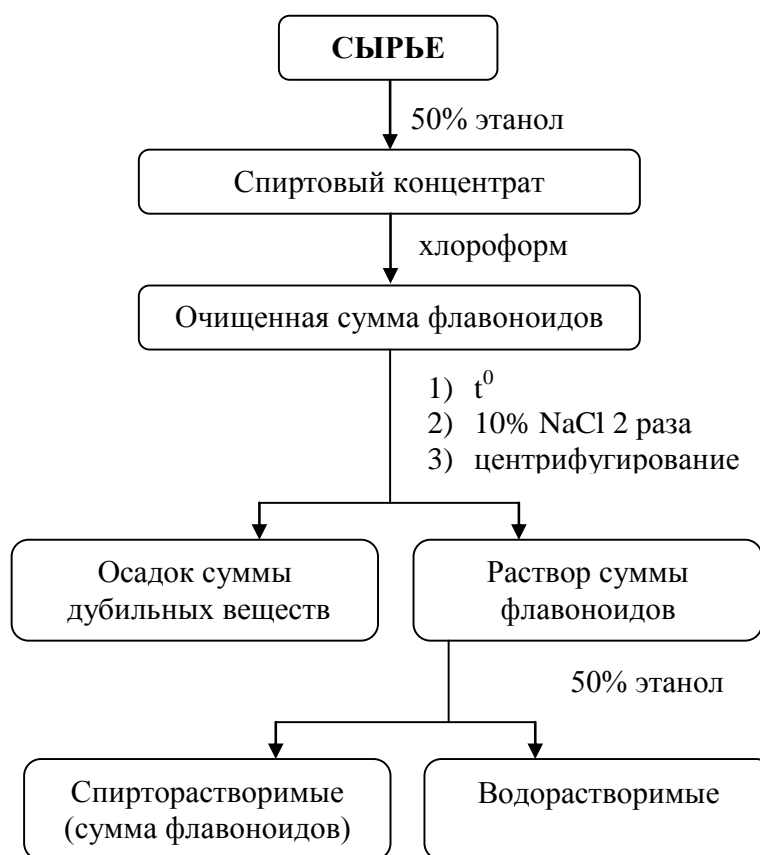 СЫРЬЕ
50% этанол
Спиртовый концентрат
хлороформ
Очищенная сумма флавоноидов
1) t⁰
2) 10% NaCl 2 раза
3) центрифугирование
Осадок суммы
дубильных веществ
Раствор суммы
флавоноидов
50% этанол
Спирторастворимые
(сумма флавоноидов)
Водорастворимые